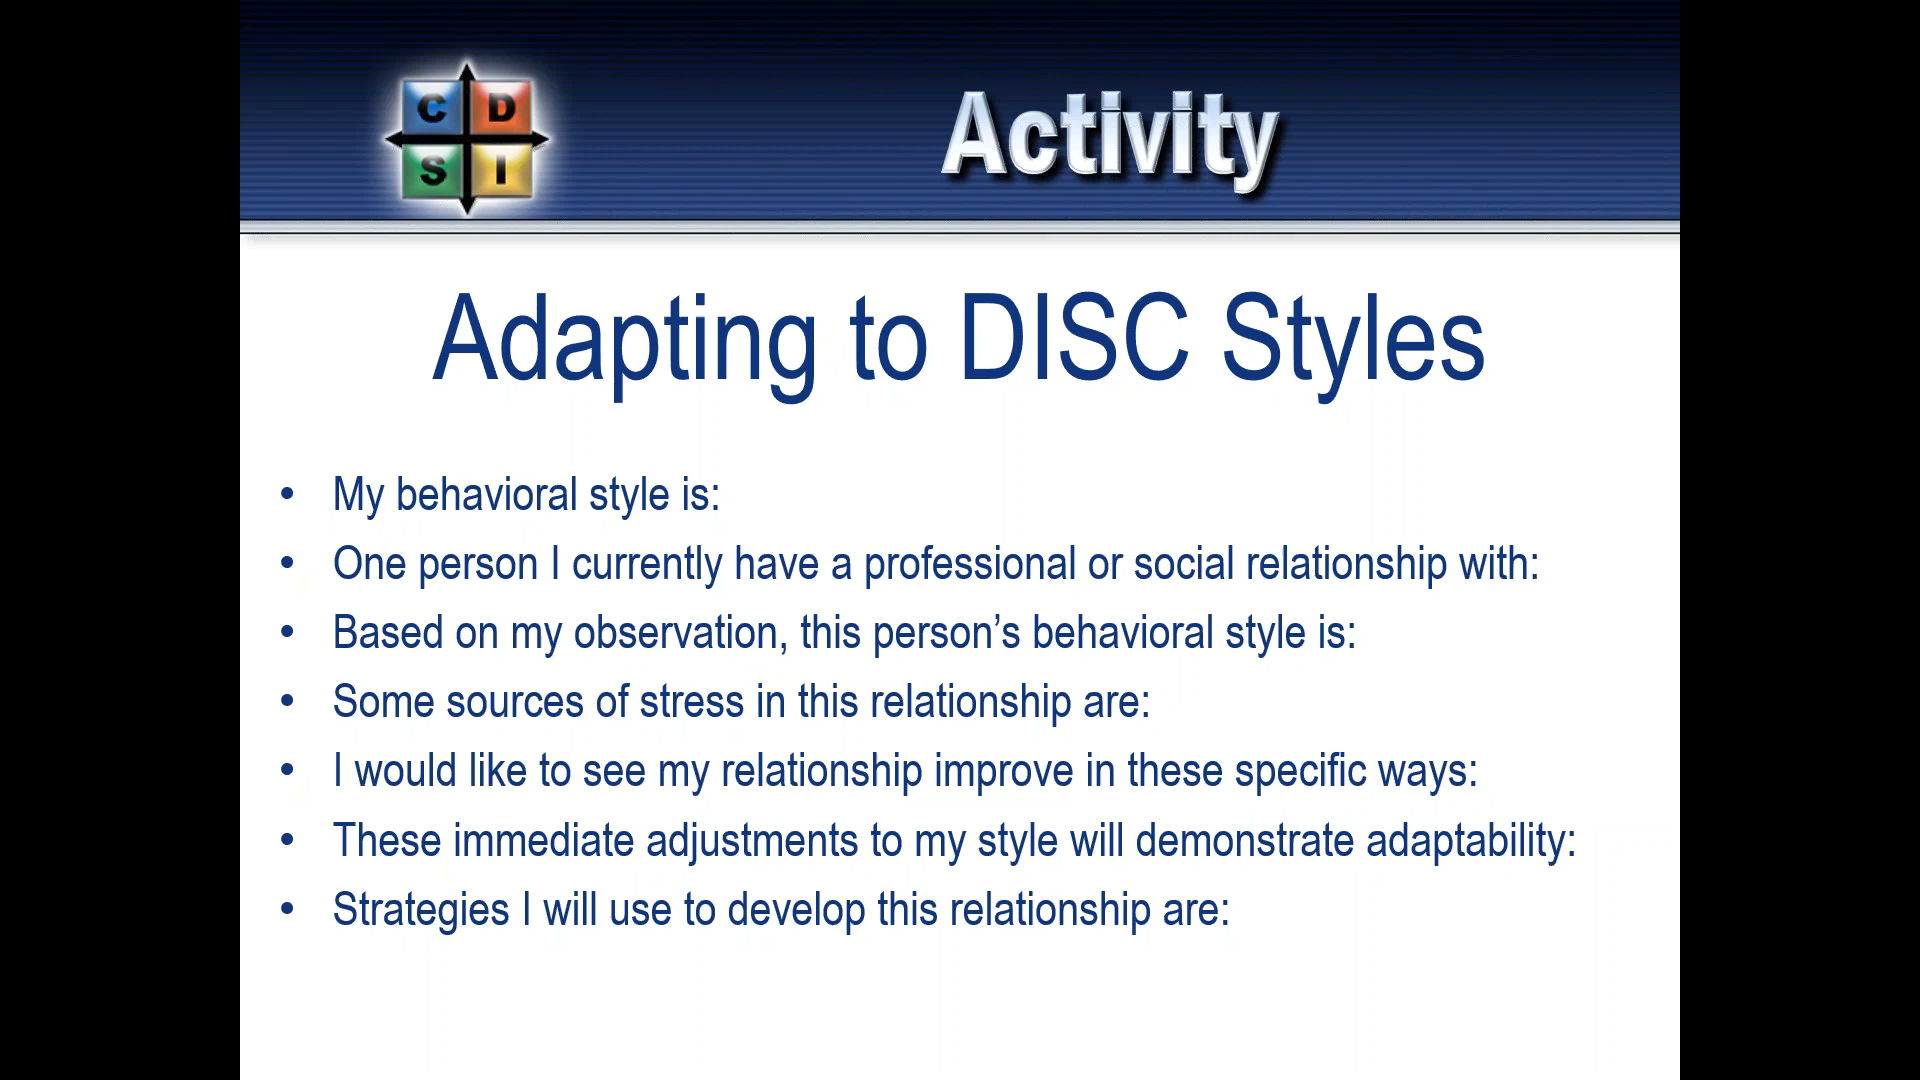 C D
S I
Activity
Adapting to DISC Styles
• My behavioral style is:
• One person I currently have a professional or social relationship with:
• Based on my observation, this person’s behavioral style is:
• Some sources of stress in this relationship are:
• I would like to see my relationship improve in these specific ways:
• These immediate adjustments to my style will demonstrate adaptability:
• Strategies I will use to develop this relationship are: